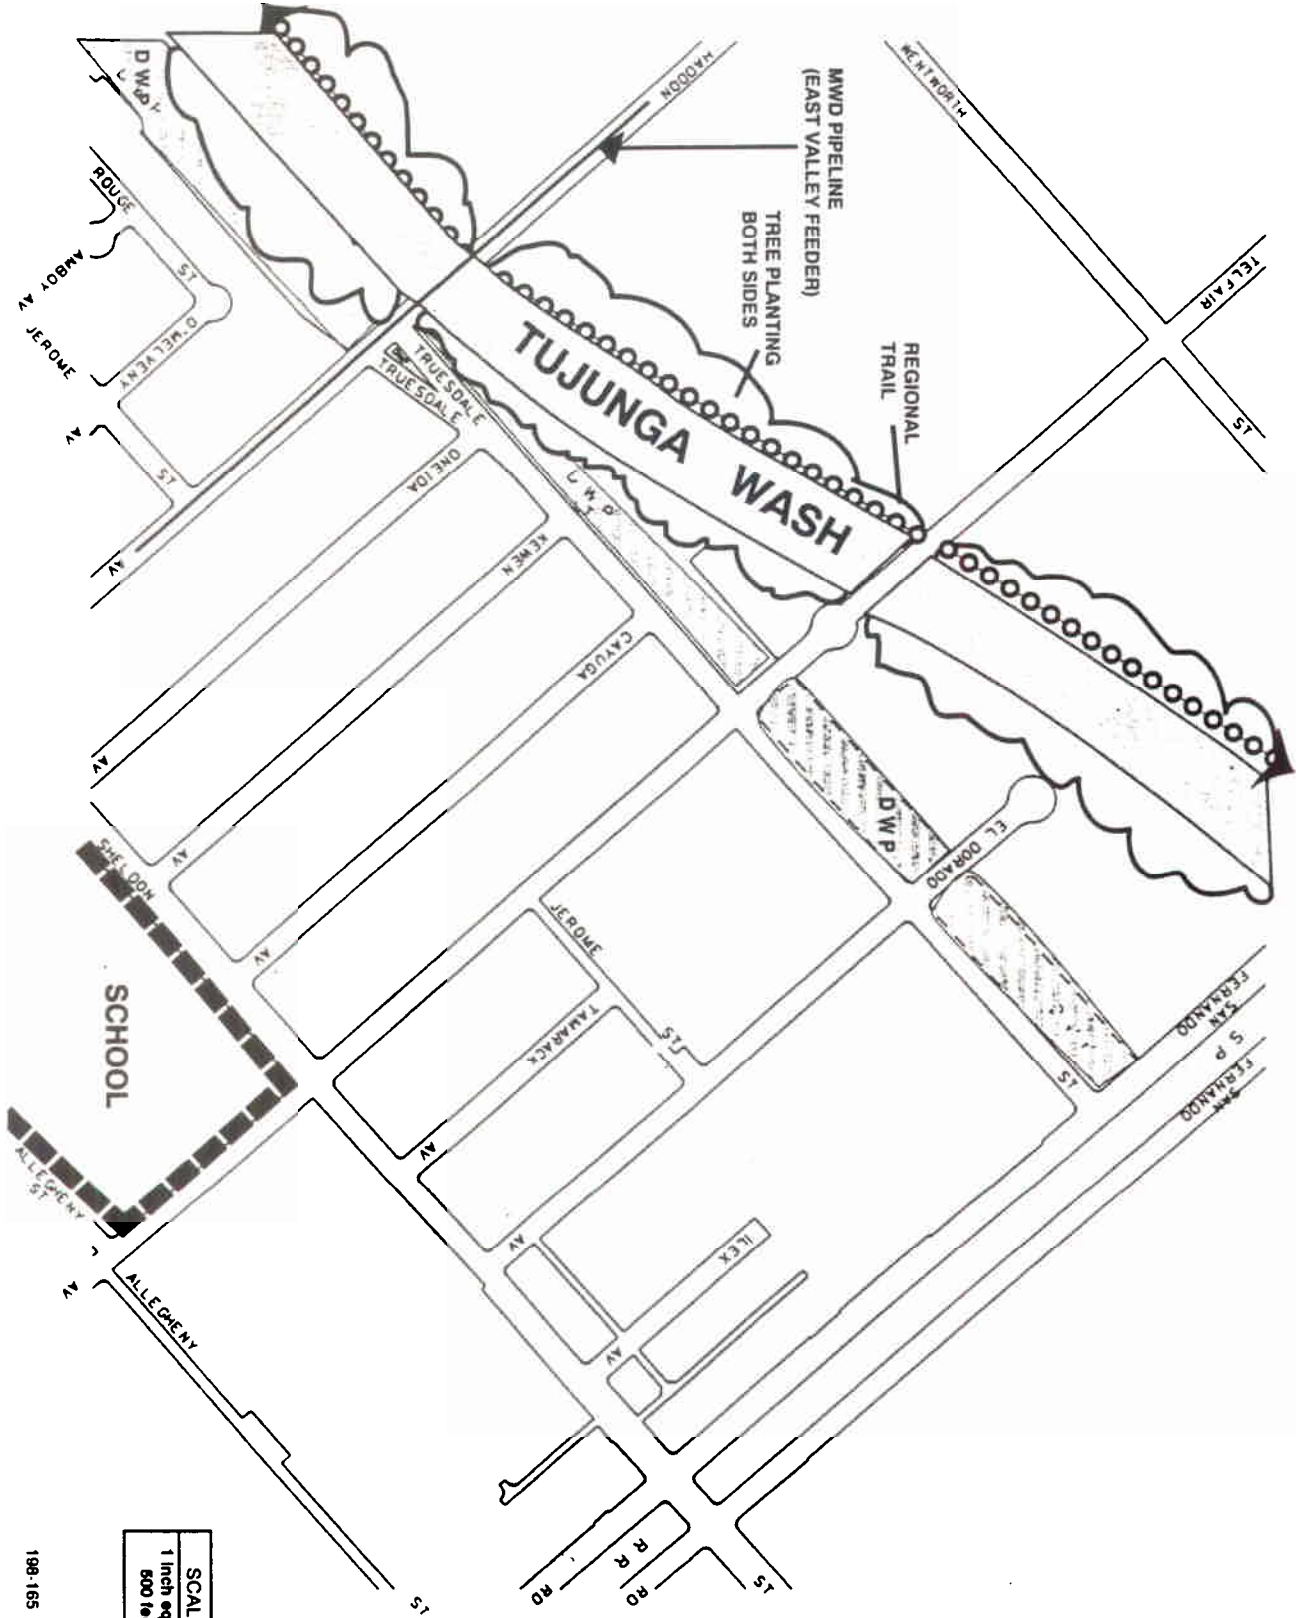 WENTWORTH
TELFAIR
ST
HADDON
MWD PIPELINE
(EAST VALLEY FEEDER)
TREE PLANTING
BOTH SIDES
REGIONAL
TRAIL
TUJUNGA WASH
DWP
ROUGE
ST
AMBOY AV
JEROME
AV
O'MELVENY
ST
AV
TRUESDALE
TRUESDALE
ONEIDA
AV
KEWEN
AV
CAYUGA
AV
DWP
EL DORADO
ST
SAN
FERNANDO
S P
SAN
FERNANDO
SHELDON
SCHOOL
ALLEGHENY
ST
JEROME
ST
TAMARACK
AV
AV
ILEX
AV
AV
ALLEGHENY
ST
RD
R R
RD
ST
SCAL
1 inch eq
500 fe
198-165